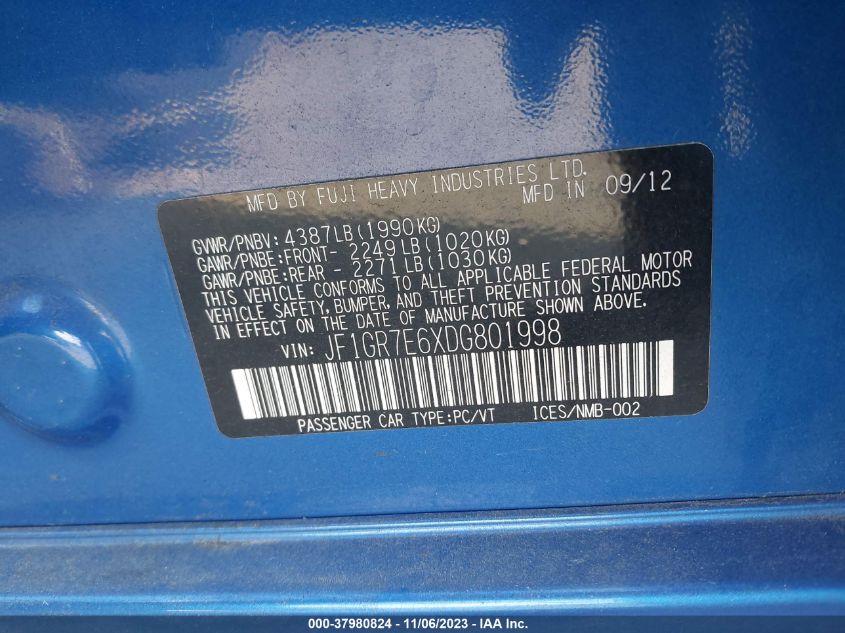 MFD BY FUJI HEAVY INDUSTRIES LTD.
MFD IN 09/12
GVWR/PNBV: 4387LB(1990KG)
GAWR/PNBE:FRONT- 2249LB(1020KG)
GAWR/PNBE:REAR - 2271LB(1030KG)
THIS VEHICLE CONFORMS TO ALL APPLICABLE FEDERAL MOTOR
VEHICLE SAFETY, BUMPER, AND THEFT PREVENTION STANDARDS
IN EFFECT ON THE DATE OF MANUFACTURE SHOWN ABOVE.
VIN: JF1GR7E6XDG801998
PASSENGER CAR TYPE:PC/VT ICES/NMB-002
000-37980824 - 11/06/2023 - IAA Inc.